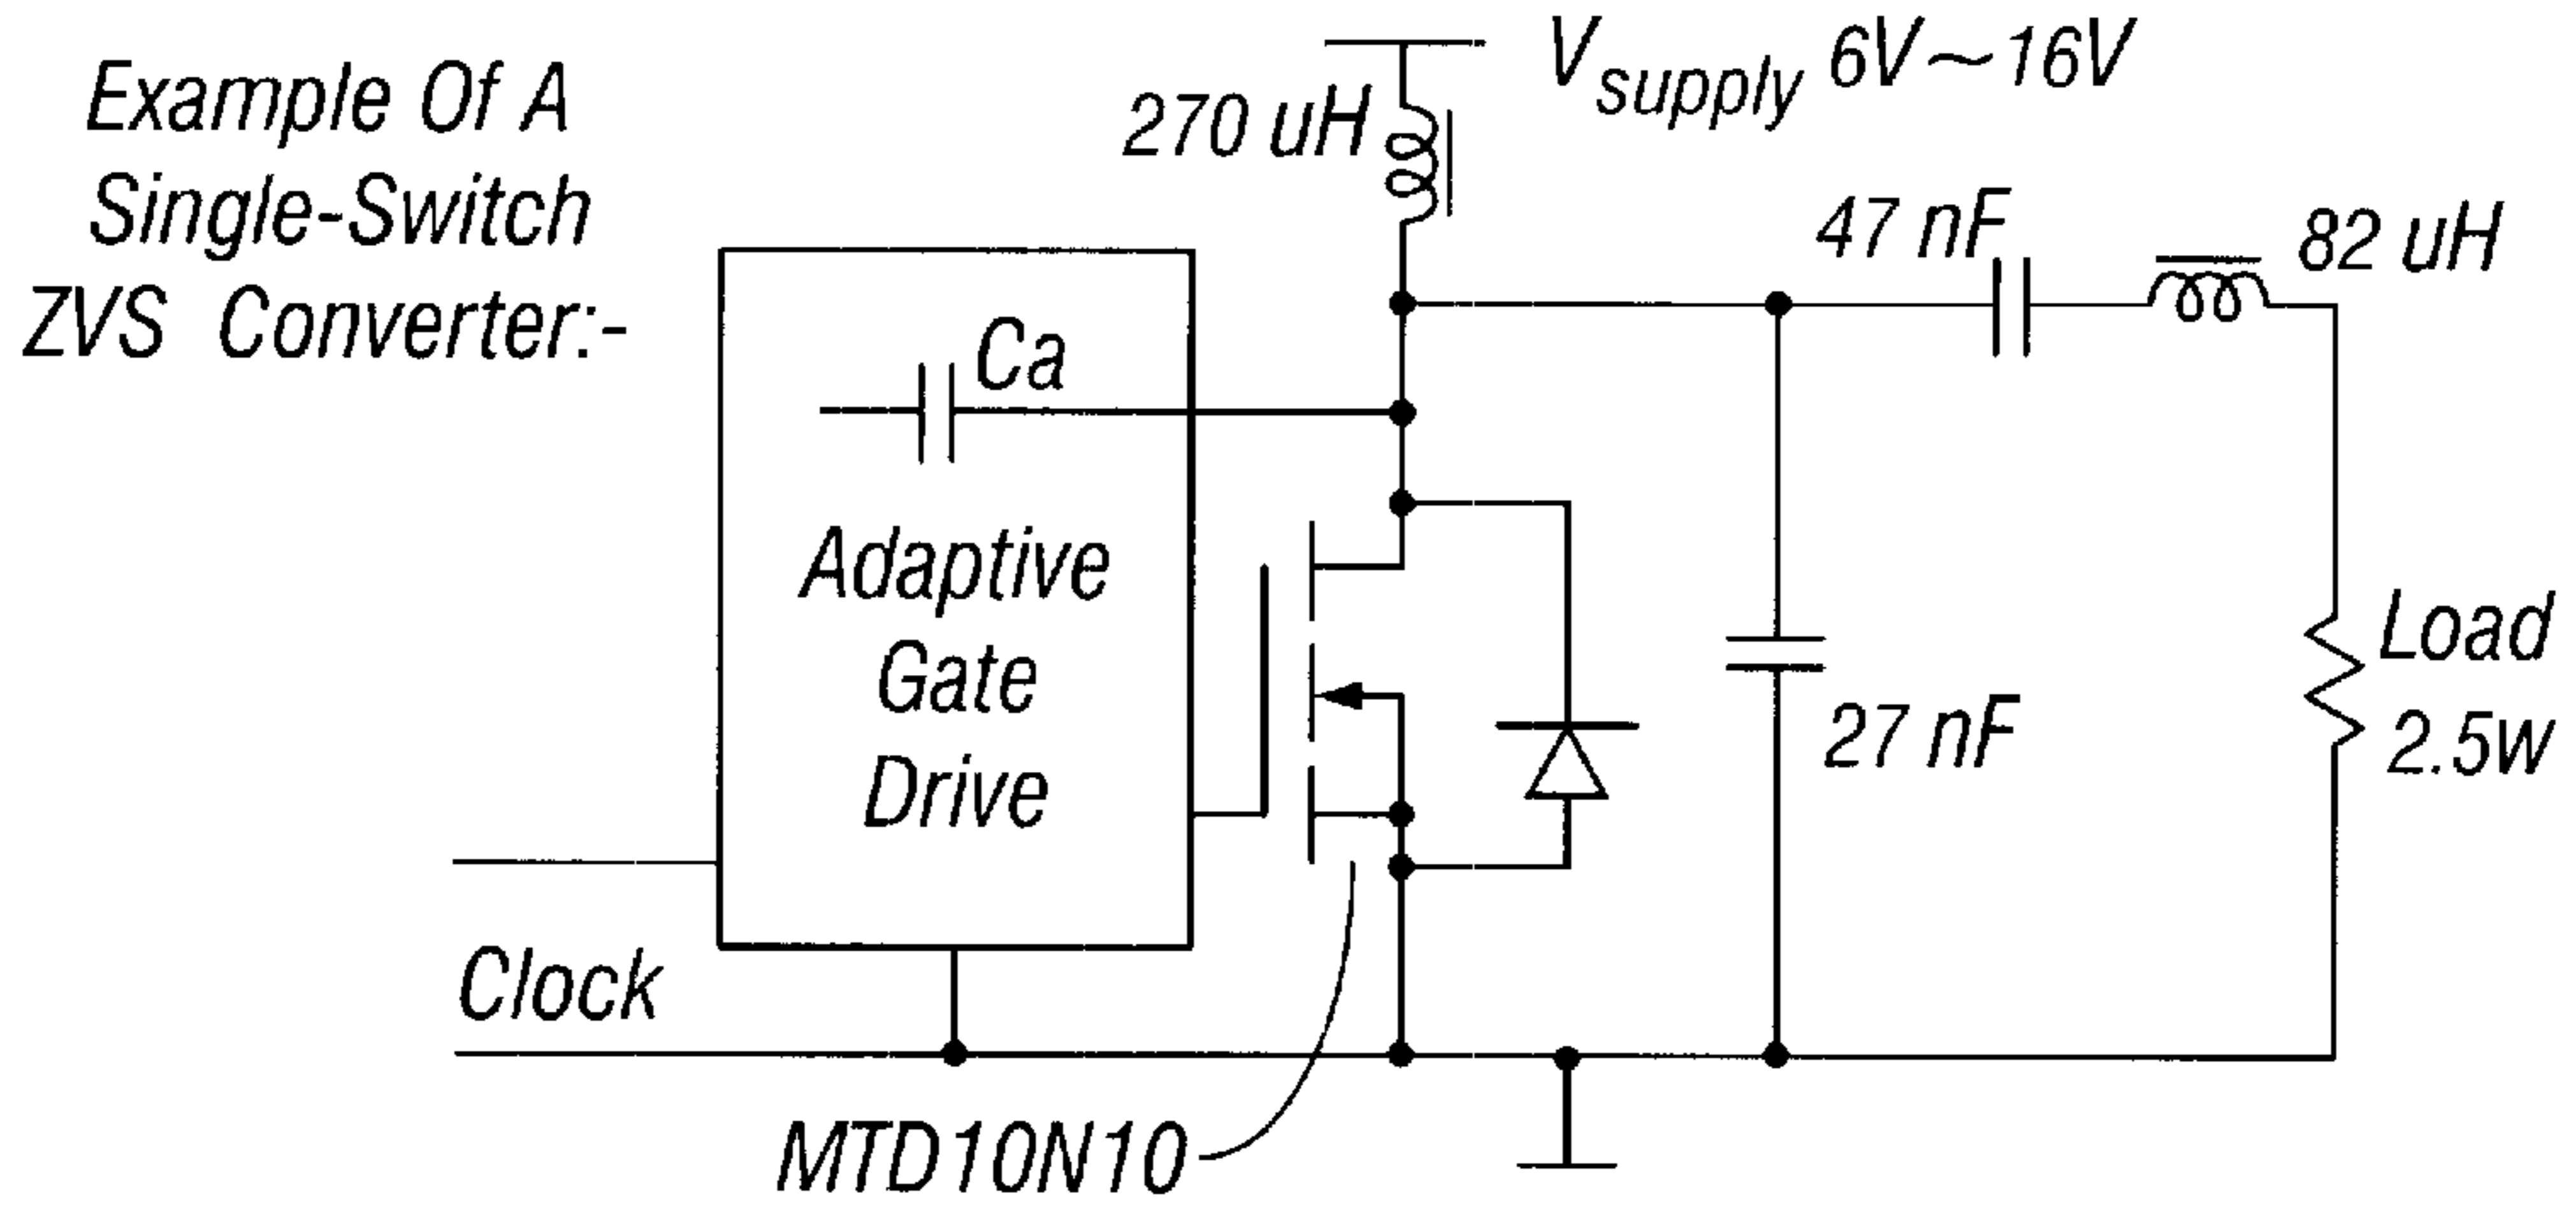 Example Of A
Single-Switch
ZVS Converter:-
Vsupply 6V~16V
270 uH
47 nF
82 uH
Ca
Adaptive
Gate
Drive
27 nF
Load
2.5w
Clock
MTD10N10